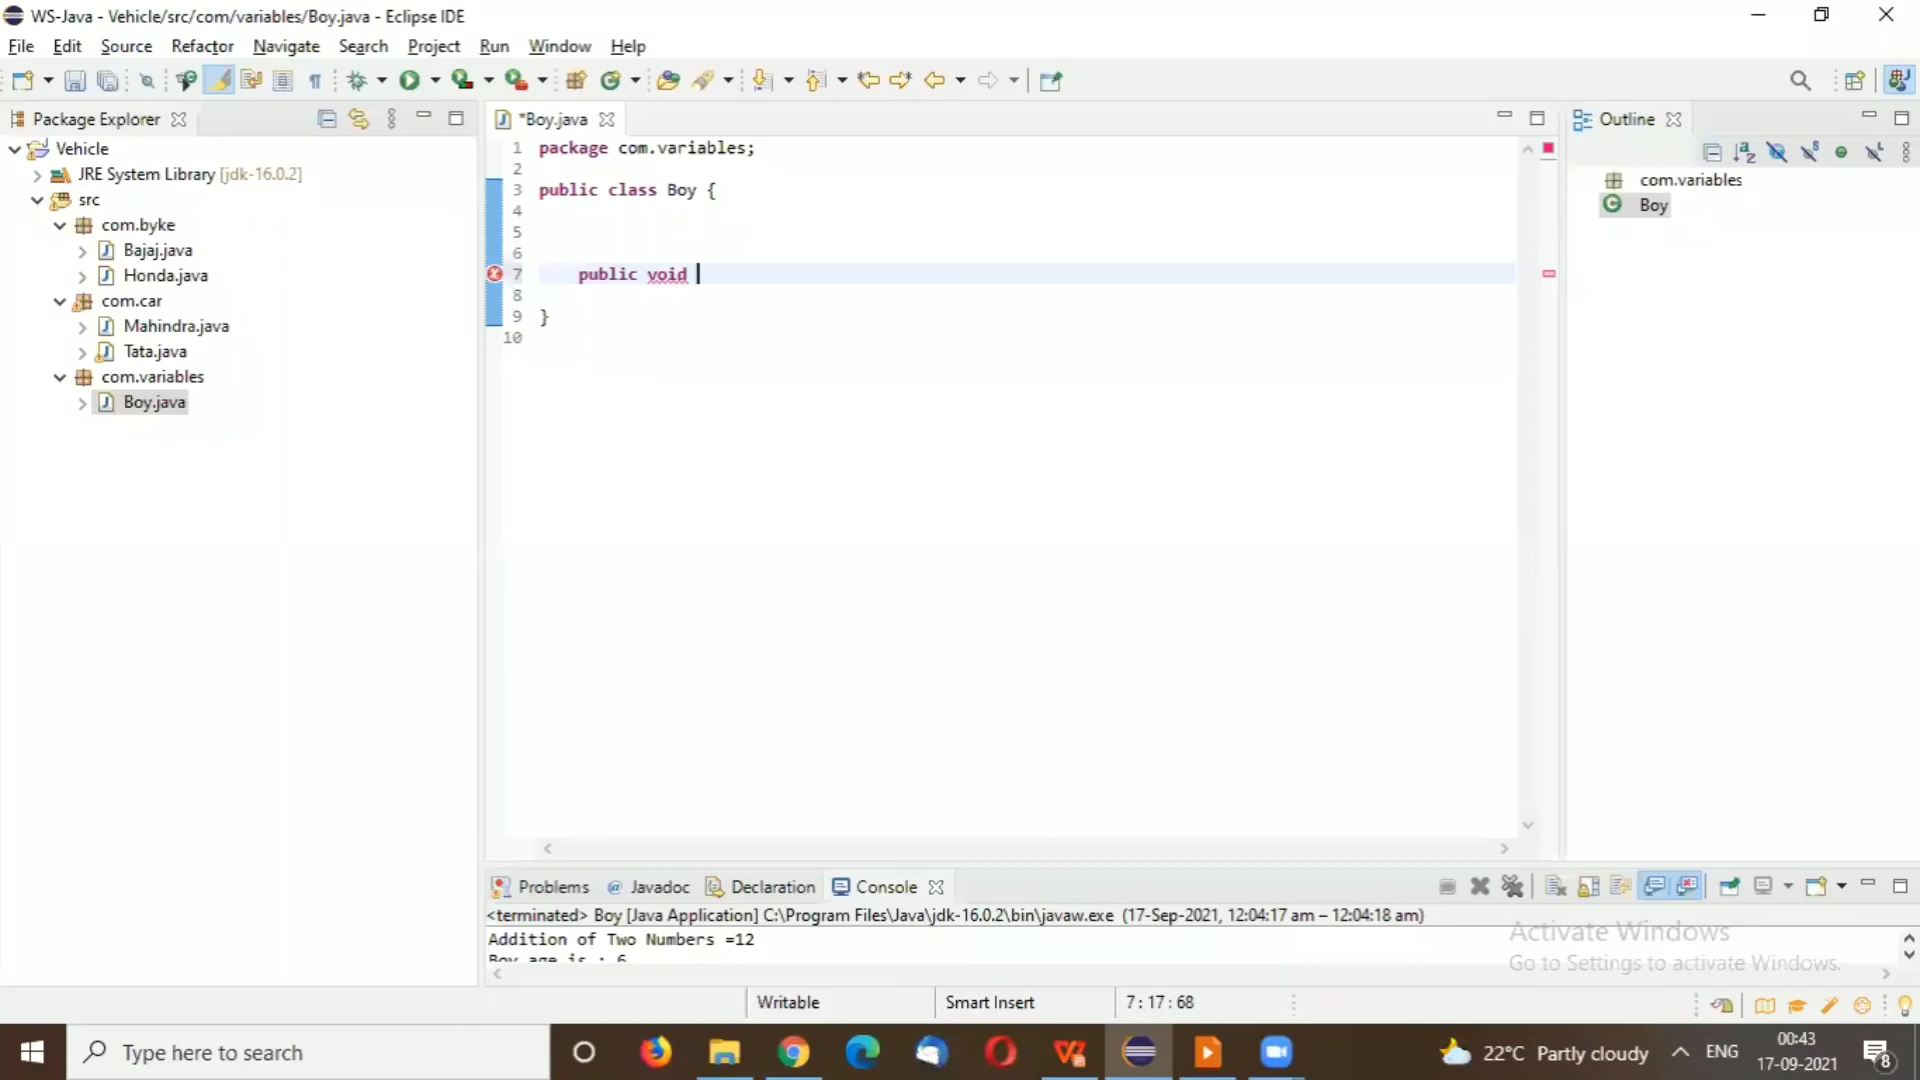 WS-Java - Vehicle/src/com/variables/Boy.java - Eclipse IDE
File Edit Source Refactor Navigate Search Project Run Window Help
Package Explorer
Vehicle
JRE System Library [jdk-16.0.2]
src
com.byke
Bajaj.java
Honda.java
com.car
Mahindra.java
Tata.java
com.variables
Boy.java
*Boy.java
1 package com.variables;
2
3 public class Boy {
4
5
6
7 public void
8
9 }
10
Outline
com.variables
Boy
Problems Javadoc Declaration Console
<terminated> Boy [Java Application] C:\Program Files\Java\jdk-16.0.2\bin\javaw.exe (17-Sep-2021, 12:04:17 am – 12:04:18 am)
Addition of Two Numbers =12
Boy age is : 6
Activate Windows
Go to Settings to activate Windows.
Writable Smart Insert 7:17:68
Type here to search
22°C Partly cloudy ENG 00:43
17-09-2021
8